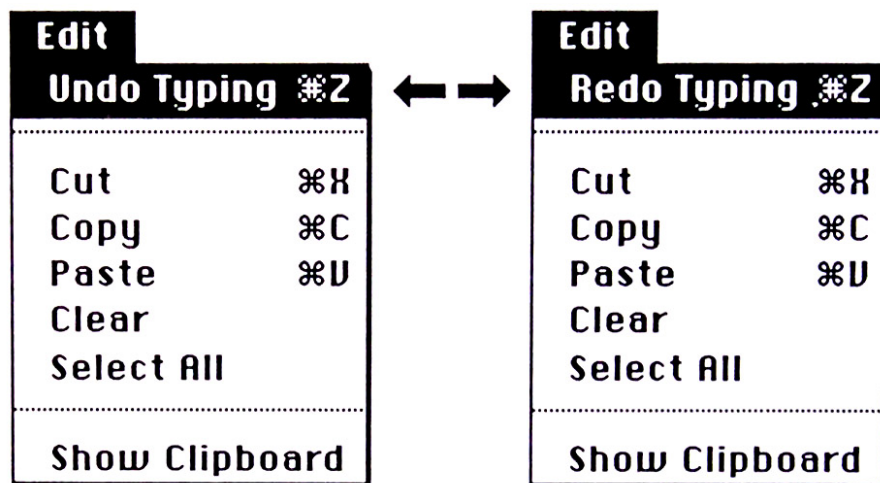 Edit
Undo Typing ⌘Z
Cut ⌘X
Copy ⌘C
Paste ⌘V
Clear
Select All
Show Clipboard
Edit
Redo Typing ⌘Z
Cut ⌘X
Copy ⌘C
Paste ⌘V
Clear
Select All
Show Clipboard